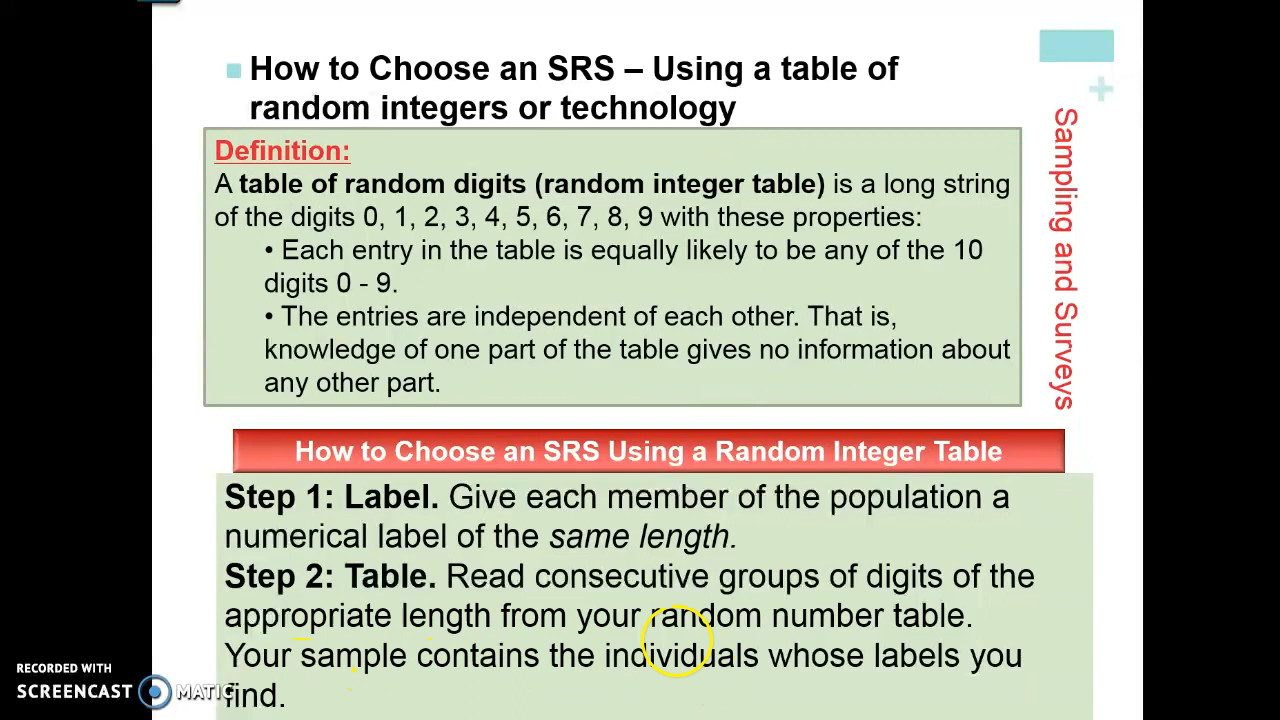 How to Choose an SRS – Using a table of
random integers or technology
Definition:
A table of random digits (random integer table) is a long string
of the digits 0, 1, 2, 3, 4, 5, 6, 7, 8, 9 with these properties:
• Each entry in the table is equally likely to be any of the 10
digits 0 - 9.
• The entries are independent of each other. That is,
knowledge of one part of the table gives no information about
any other part.
+
Sampling and Surveys
How to Choose an SRS Using a Random Integer Table
Step 1: Label. Give each member of the population a
numerical label of the same length.
Step 2: Table. Read consecutive groups of digits of the
appropriate length from your random number table.
Your sample contains the individuals whose labels you
find.
RECORDED WITH
SCREENCAST MATIC